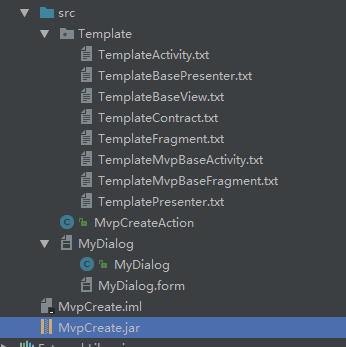 src
Template
TemplateActivity.txt
TemplateBasePresenter.txt
TemplateBaseView.txt
TemplateContract.txt
TemplateFragment.txt
TemplateMvpBaseActivity.txt
TemplateMvpBaseFragment.txt
TemplatePresenter.txt
MvpCreateAction
MyDialog
MyDialog
MyDialog.form
MvpCreate.iml
MvpCreate.jar